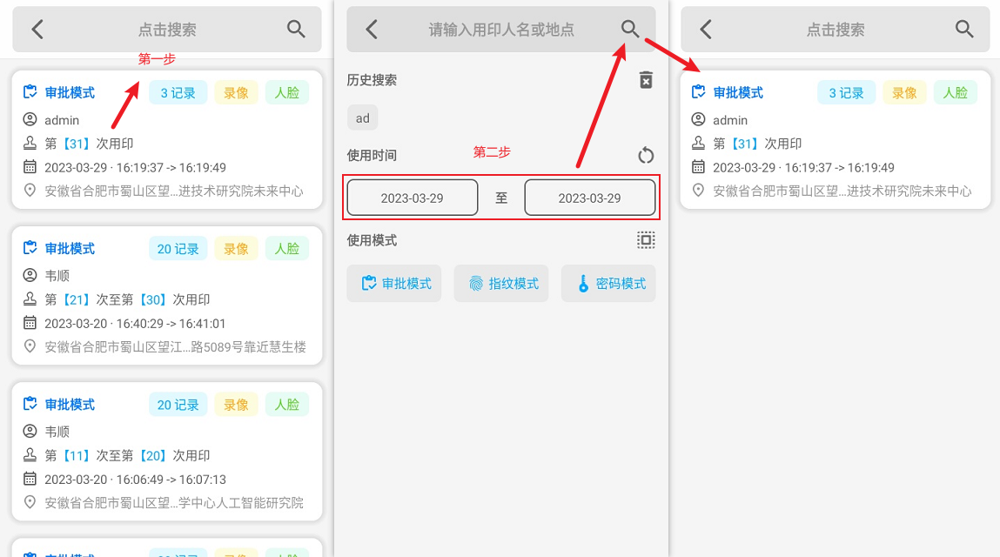 点击搜索
第一步
审批模式 3 记录 录像 人脸
admin
第【31】次用印
2023-03-29 · 16:19:37 -> 16:19:49
安徽省合肥市蜀山区望...进技术研究院未来中心
审批模式 20 记录 录像 人脸
韦顺
第【21】次至第【30】次用印
2023-03-20 · 16:40:29 -> 16:41:01
安徽省合肥市蜀山区望江...路5089号靠近慧生楼
审批模式 20 记录 录像 人脸
韦顺
第【11】次至第【20】次用印
2023-03-20 · 16:06:49 -> 16:07:13
安徽省合肥市蜀山区望...学中心人工智能研究院
请输入用印人名或地点
历史搜索
ad
使用时间
第二步
2023-03-29 至 2023-03-29
使用模式
审批模式 指纹模式 密码模式
点击搜索
审批模式 3 记录 录像 人脸
admin
第【31】次用印
2023-03-29 · 16:19:37 -> 16:19:49
安徽省合肥市蜀山区望...进技术研究院未来中心